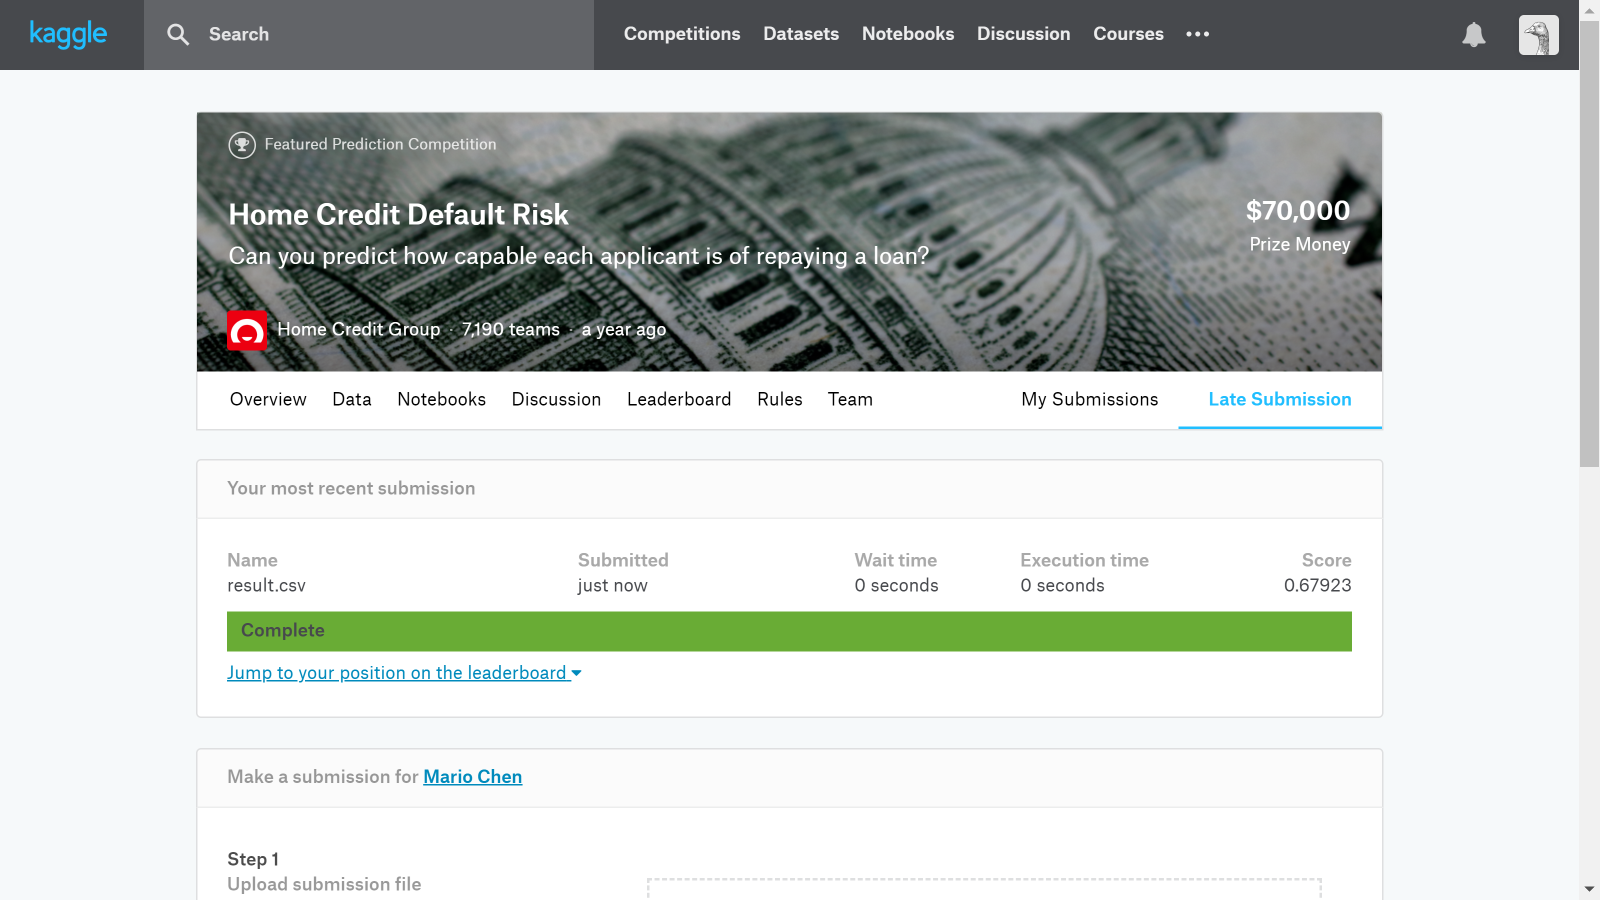 kaggle
Search
Competitions Datasets Notebooks Discussion Courses •••
Featured Prediction Competition
Home Credit Default Risk
$70,000
Can you predict how capable each applicant is of repaying a loan?
Prize Money
Home Credit Group · 7,190 teams · a year ago
Overview Data Notebooks Discussion Leaderboard Rules Team My Submissions Late Submission
Your most recent submission
Name Submitted Wait time Execution time Score
result.csv just now 0 seconds 0 seconds 0.67923
Complete
Jump to your position on the leaderboard
Make a submission for Mario Chen
Step 1
Upload submission file